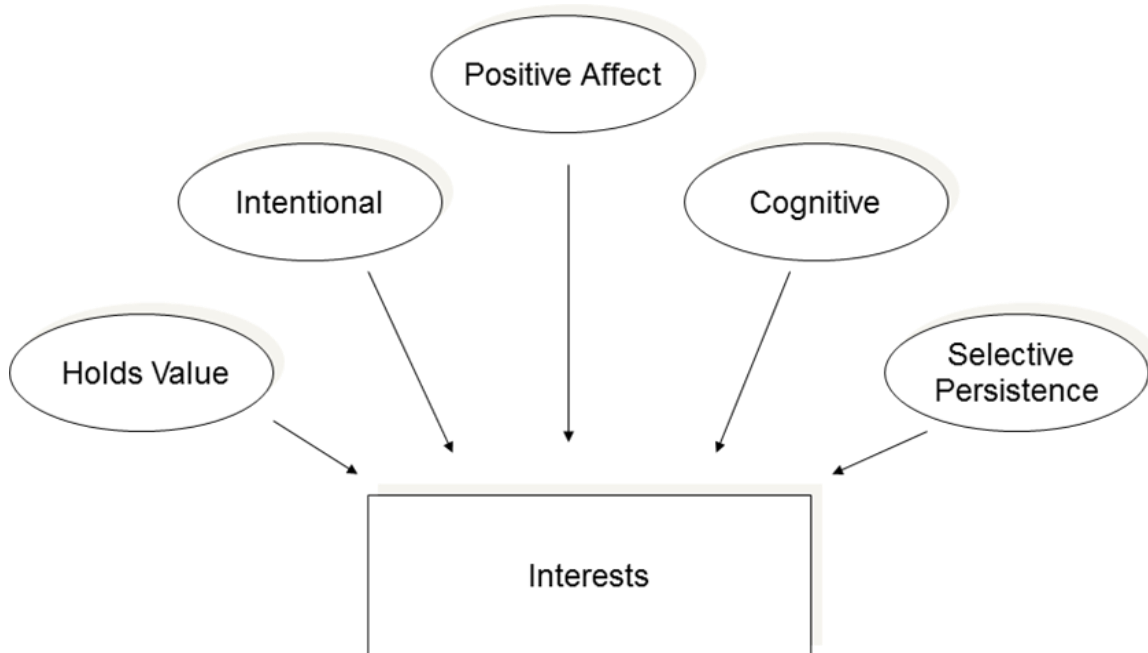 Positive Affect
Intentional
Cognitive
Holds Value
Selective
Persistence
Interests